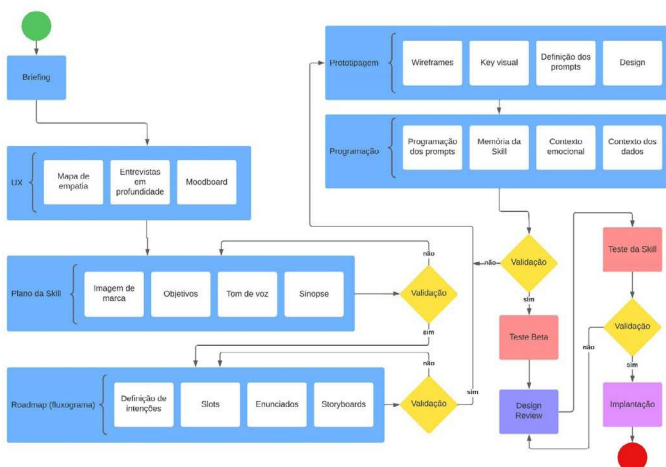 Briefing
UX
Mapa de
empatia
Entrevistas
em
profundidade
Moodboard
Plano da Skill
Imagem de
marca
Objetivos
Tom de voz
Sinopse
não
Validação
sim
Roadmap (fluxograma)
Definição de
intenções
Slots
Enunciados
Storyboards
não
Validação
sim
Prototipagem
Wireframes
Key visual
Definição dos
prompts
Design
Programação
Programação
dos prompts
Memória da
Skill
Contexto
emocional
Contexto dos
dados
não
Validação
sim
Teste Beta
Design
Review
Teste da Skill
Validação
não
sim
Implantação